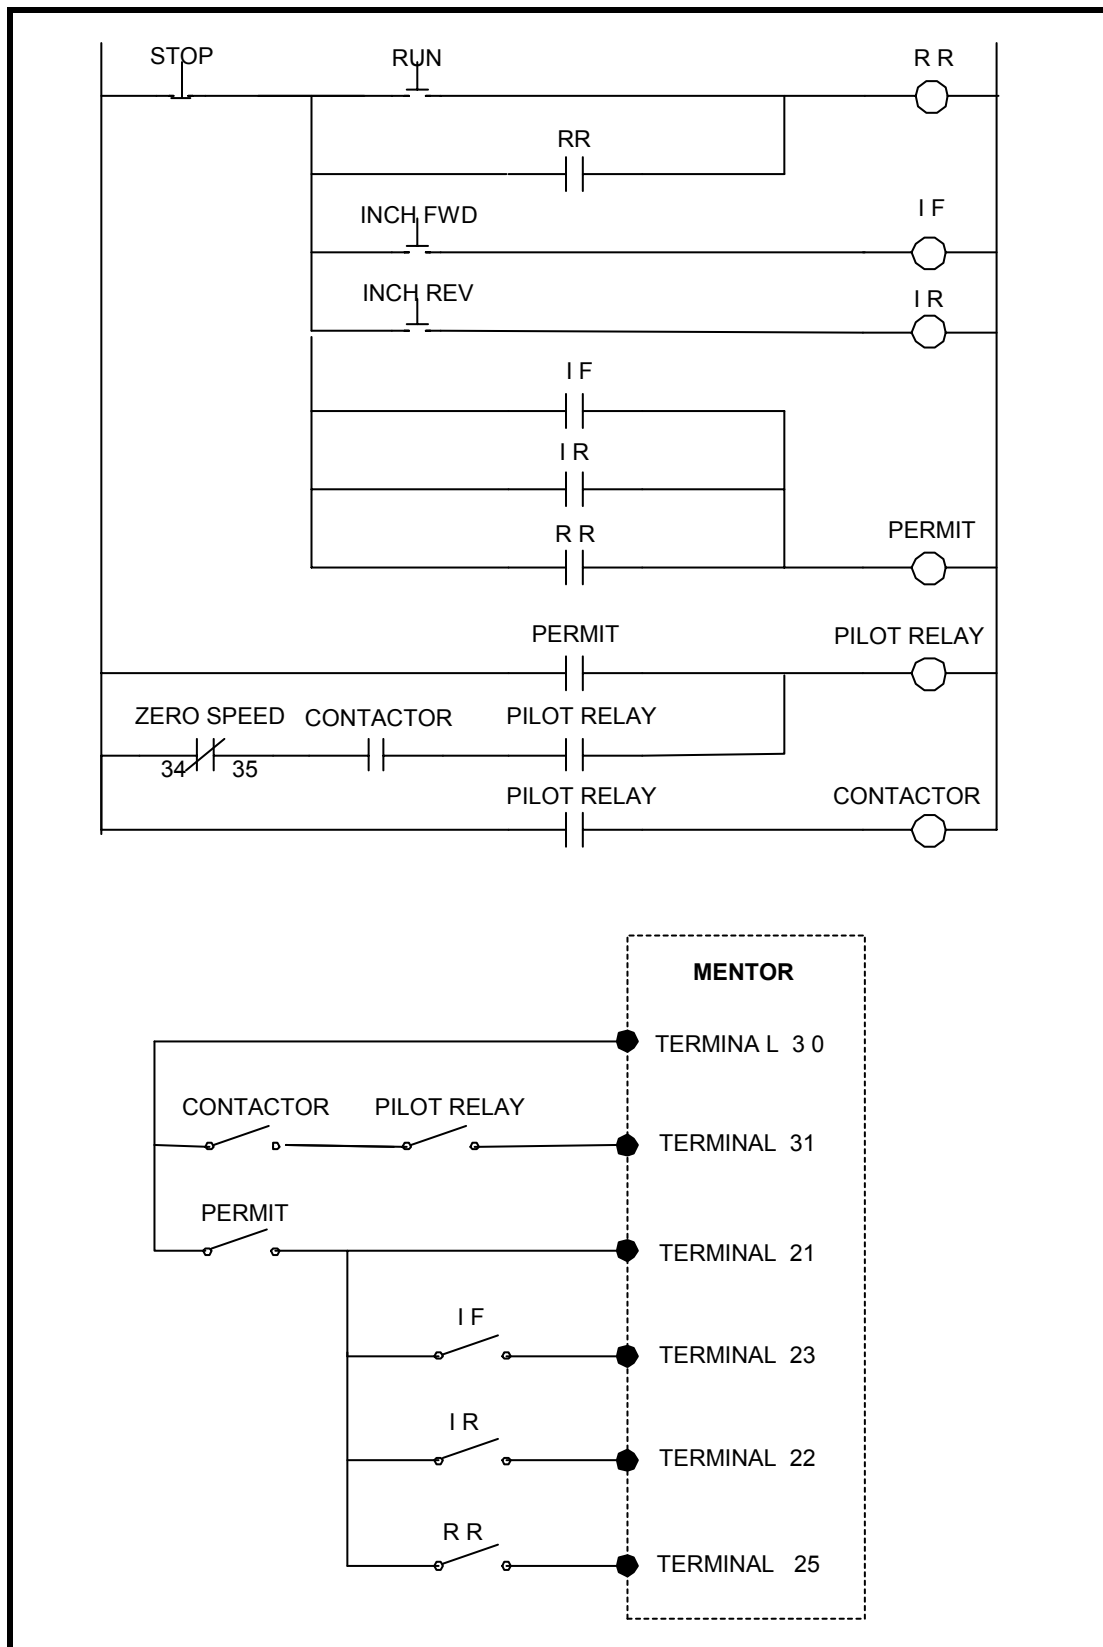 STOP RUN R R
RR
INCH FWD I F
INCH REV I R
I F
I R
R R PERMIT
PERMIT PILOT RELAY
ZERO SPEED CONTACTOR PILOT RELAY
34 35
PILOT RELAY CONTACTOR
MENTOR
TERMINA L 3 0
CONTACTOR PILOT RELAY
TERMINAL 31
PERMIT
TERMINAL 21
I F
TERMINAL 23
I R
TERMINAL 22
R R
TERMINAL 25